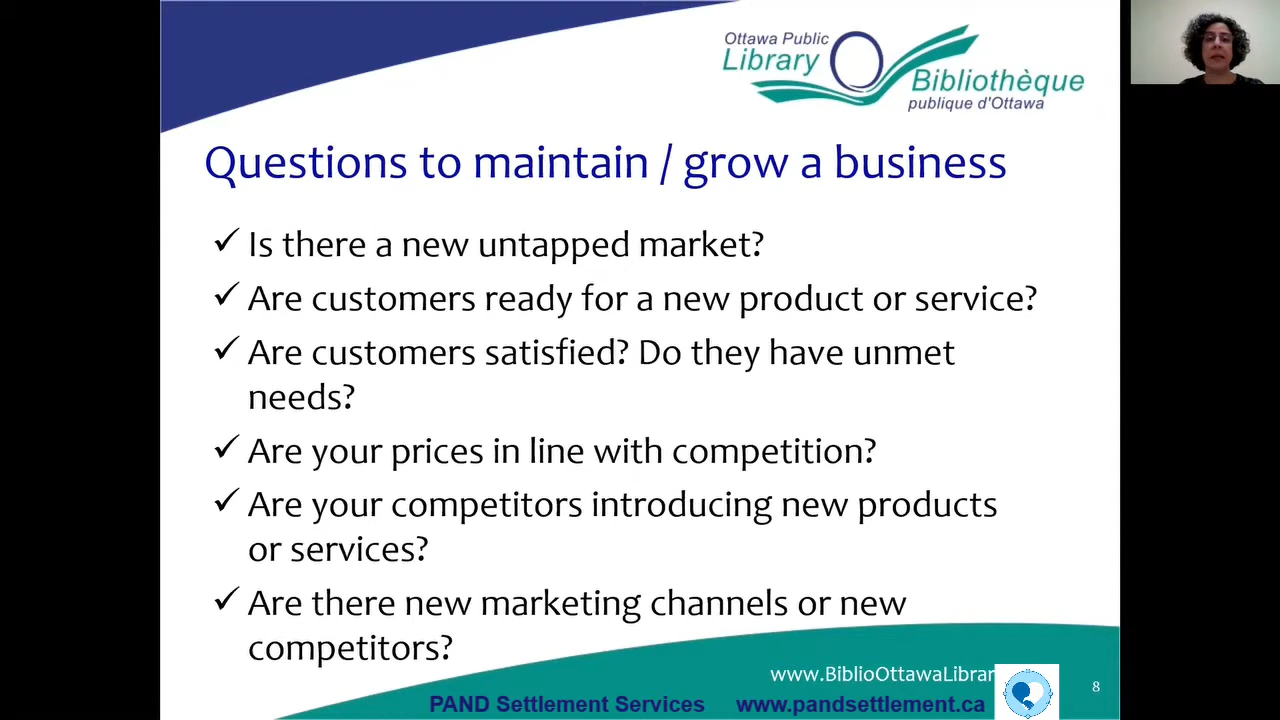 Ottawa Public
Library
Bibliothèque
publique d'Ottawa
Questions to maintain / grow a business
✓ Is there a new untapped market?
✓ Are customers ready for a new product or service?
✓ Are customers satisfied? Do they have unmet
needs?
✓ Are your prices in line with competition?
✓ Are your competitors introducing new products
or services?
✓ Are there new marketing channels or new
competitors?
www.BiblioOttawaLibrar
8
PAND Settlement Services www.pandsettlement.ca